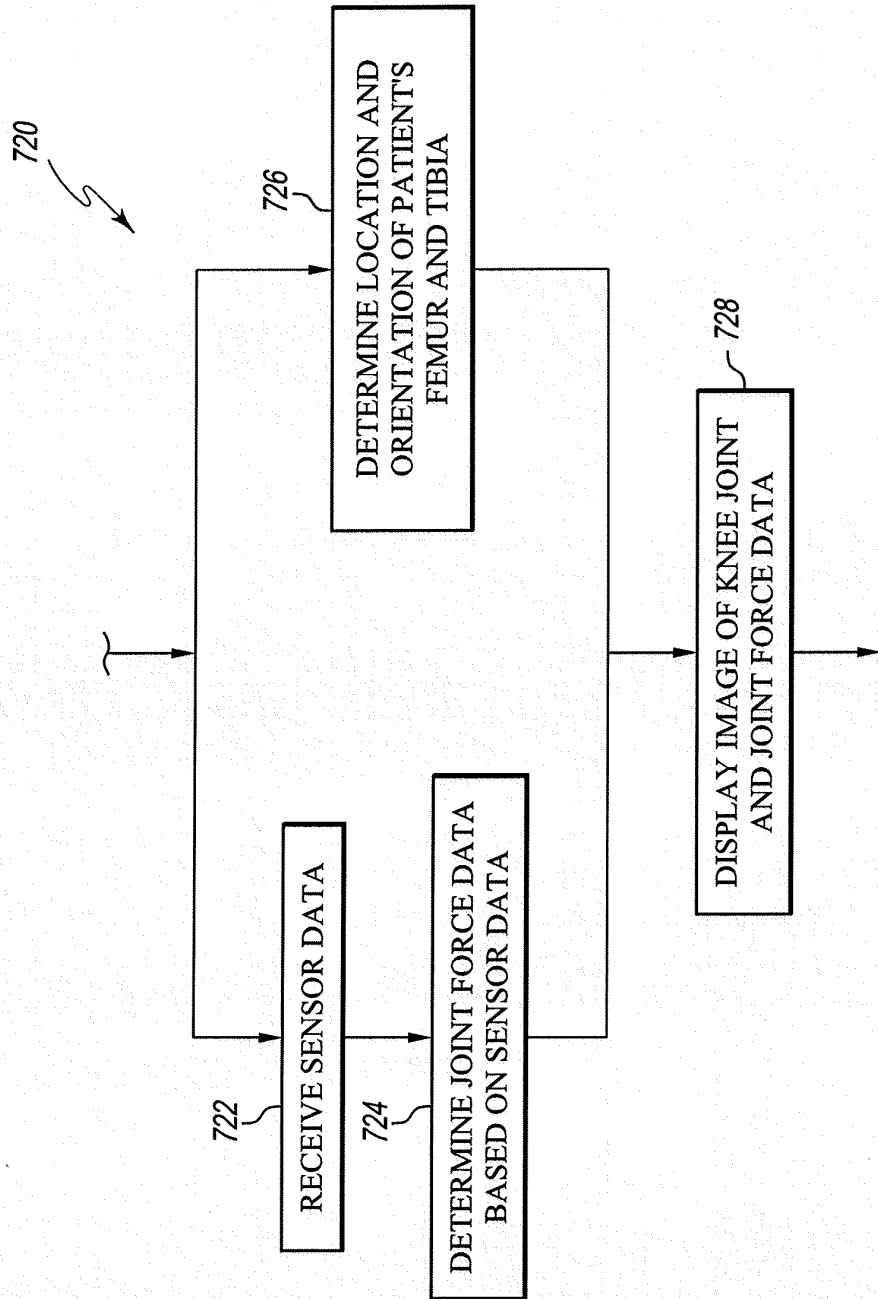 720
722
RECEIVE SENSOR DATA
724
DETERMINE JOINT FORCE DATA
BASED ON SENSOR DATA
726
DETERMINE LOCATION AND
ORIENTATION OF PATIENT'S
FEMUR AND TIBIA
728
DISPLAY IMAGE OF KNEE JOINT
AND JOINT FORCE DATA